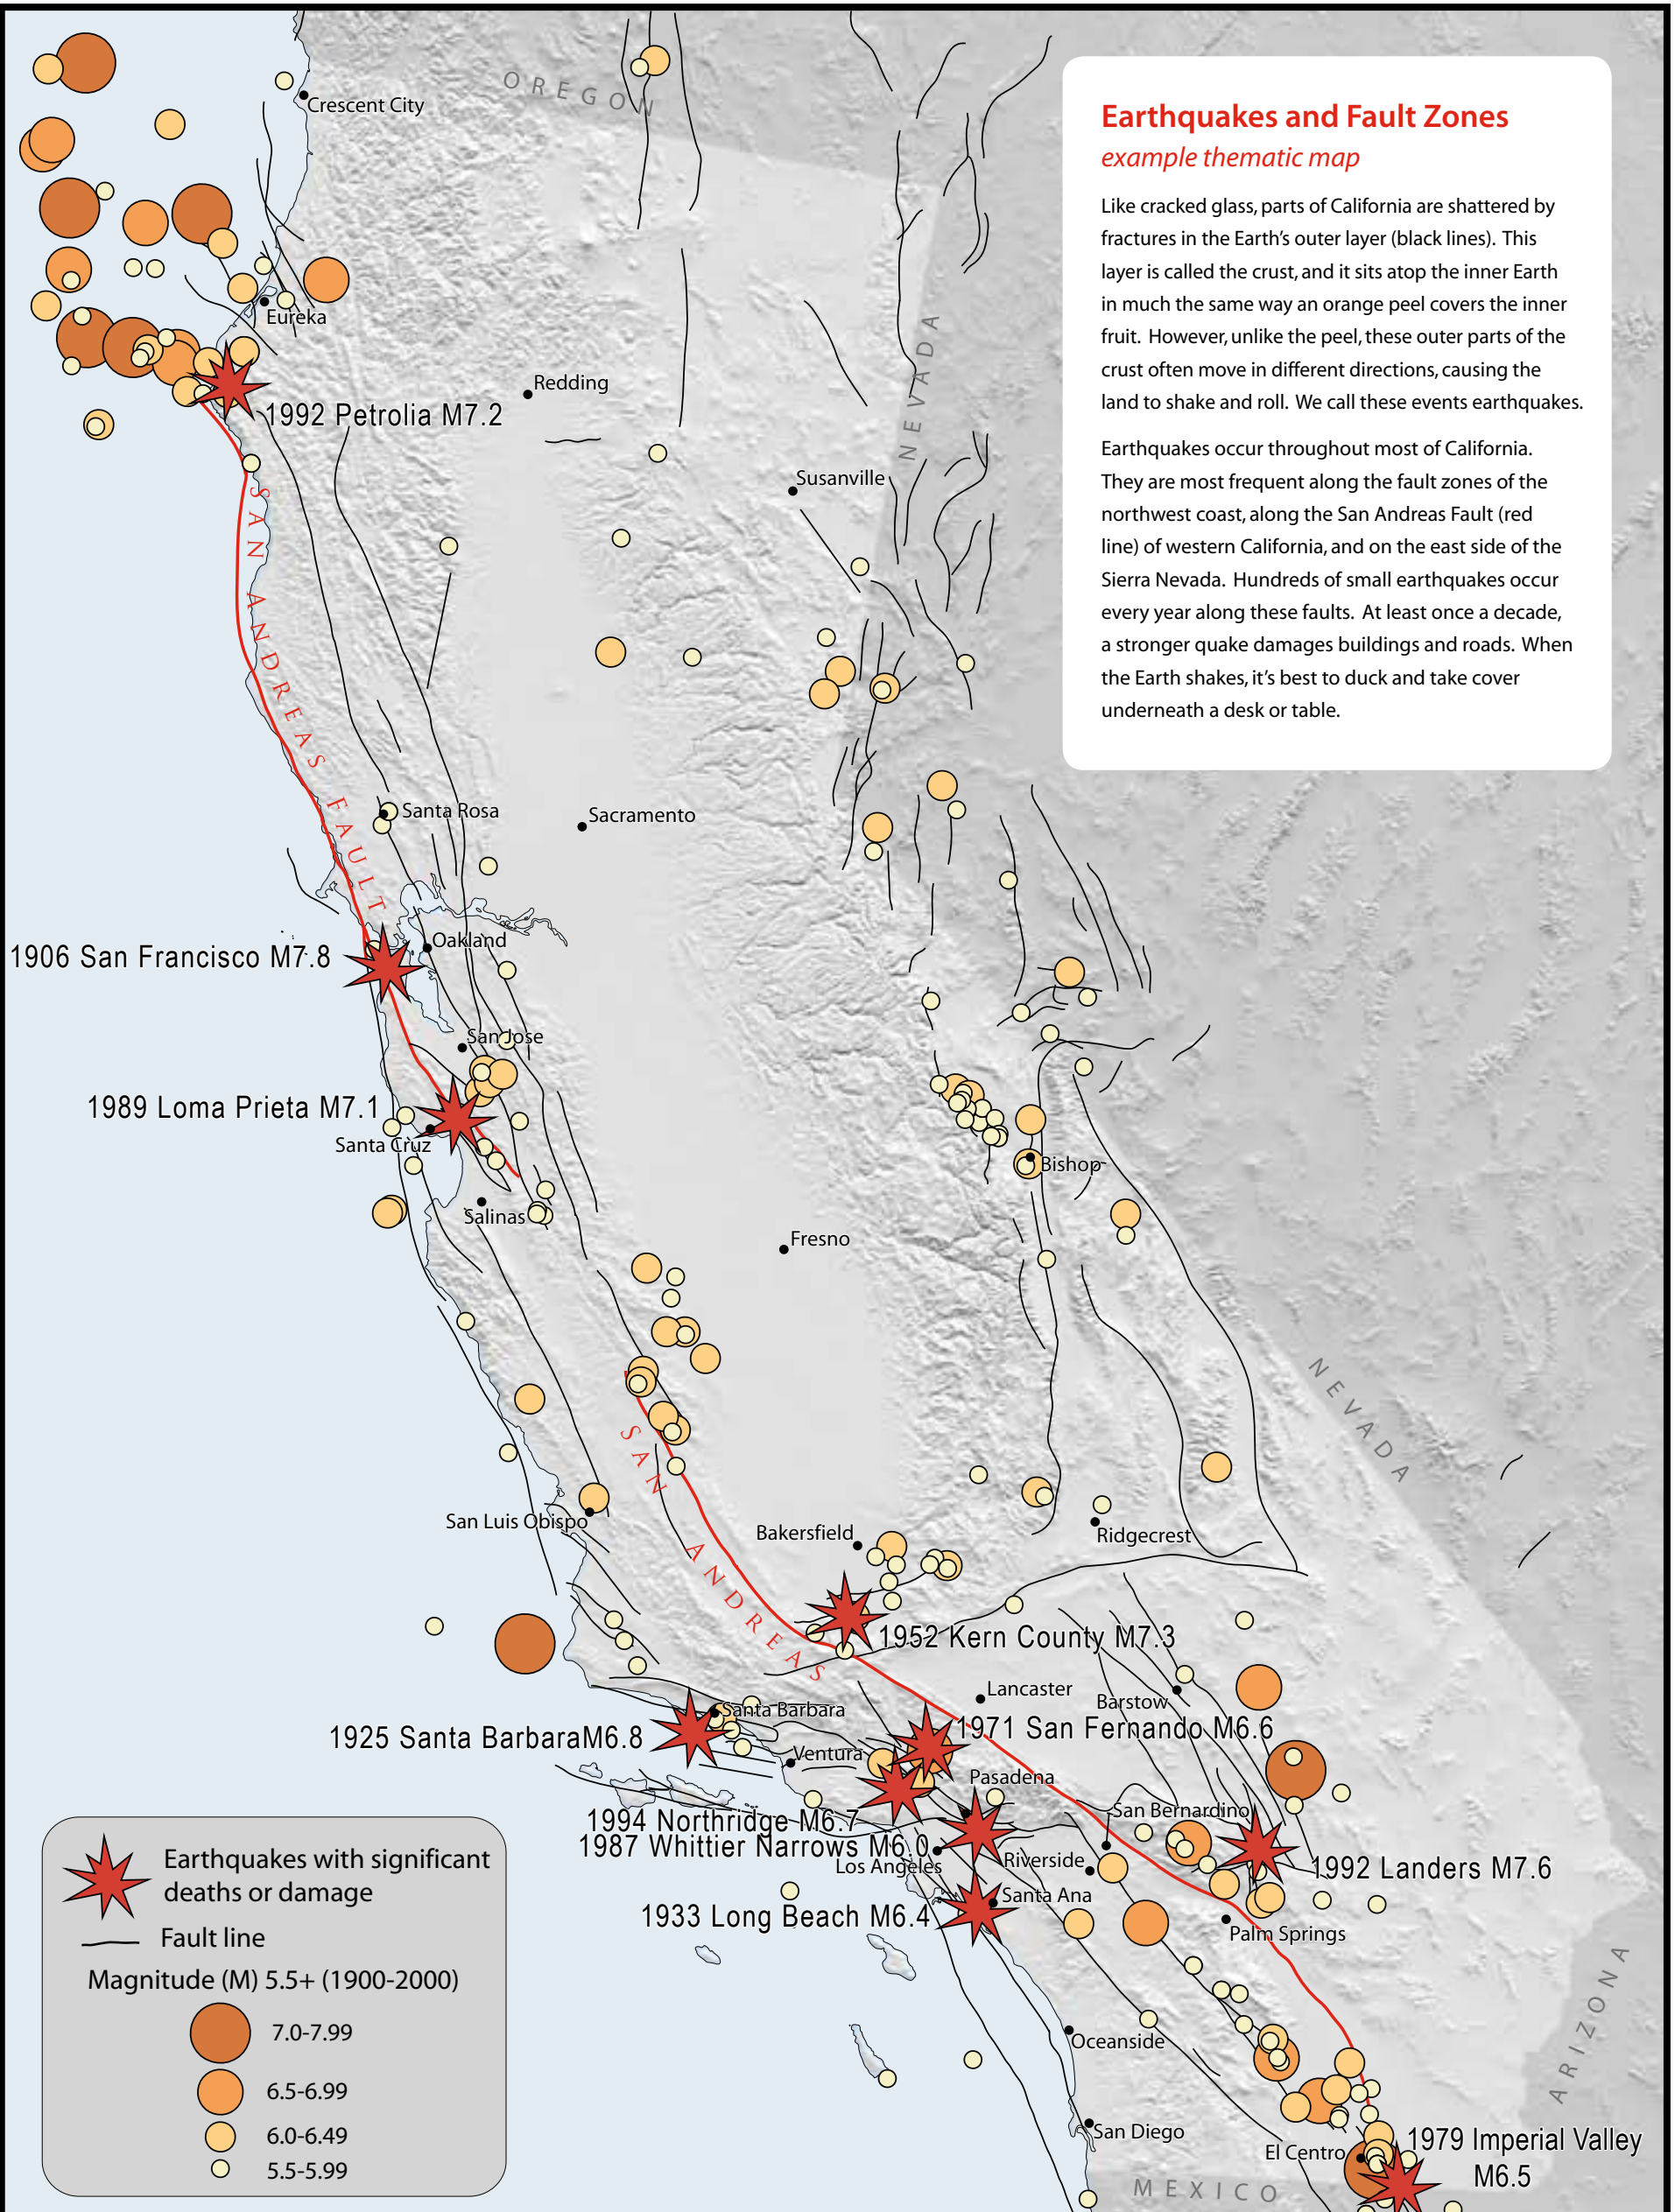 OREGON
Crescent City
Earthquakes and Fault Zones
example thematic map
Like cracked glass, parts of California are shattered by
fractures in the Earth's outer layer (black lines). This
layer is called the crust, and it sits atop the inner Earth
in much the same way an orange peel covers the inner
fruit. However, unlike the peel, these outer parts of the
crust often move in different directions, causing the
land to shake and roll. We call these events earthquakes.
Earthquakes occur throughout most of California.
They are most frequent along the fault zones of the
northwest coast, along the San Andreas Fault (red
line) of western California, and on the east side of the
Sierra Nevada. Hundreds of small earthquakes occur
every year along these faults. At least once a decade,
a stronger quake damages buildings and roads. When
the Earth shakes, it's best to duck and take cover
underneath a desk or table.
Eureka
NEVADA
Redding
1992 Petrolia M7.2
Susanville
SAN ANDREAS FAULT
Santa Rosa
Sacramento
Oakland
1906 San Francisco M7.8
San Jose
1989 Loma Prieta M7.1
Santa Cruz
Bishop
Salinas
Fresno
NEVADA
SAN ANDREAS
San Luis Obispo
Bakersfield
Ridgecrest
1952 Kern County M7.3
Lancaster
Barstow
Santa Barbara
1925 Santa BarbaraM6.8
1971 San Fernando M6.6
Ventura
Pasadena
San Bernardino
1994 Northridge M6.7
1987 Whittier Narrows M6.0
Los Angeles
Riverside
1992 Landers M7.6
Santa Ana
1933 Long Beach M6.4
Palm Springs
ARIZONA
Oceanside
San Diego
El Centro
1979 Imperial Valley
M6.5
MEXICO
Earthquakes with significant
deaths or damage
Fault line
Magnitude (M) 5.5+ (1900-2000)
7.0-7.99
6.5-6.99
6.0-6.49
5.5-5.99